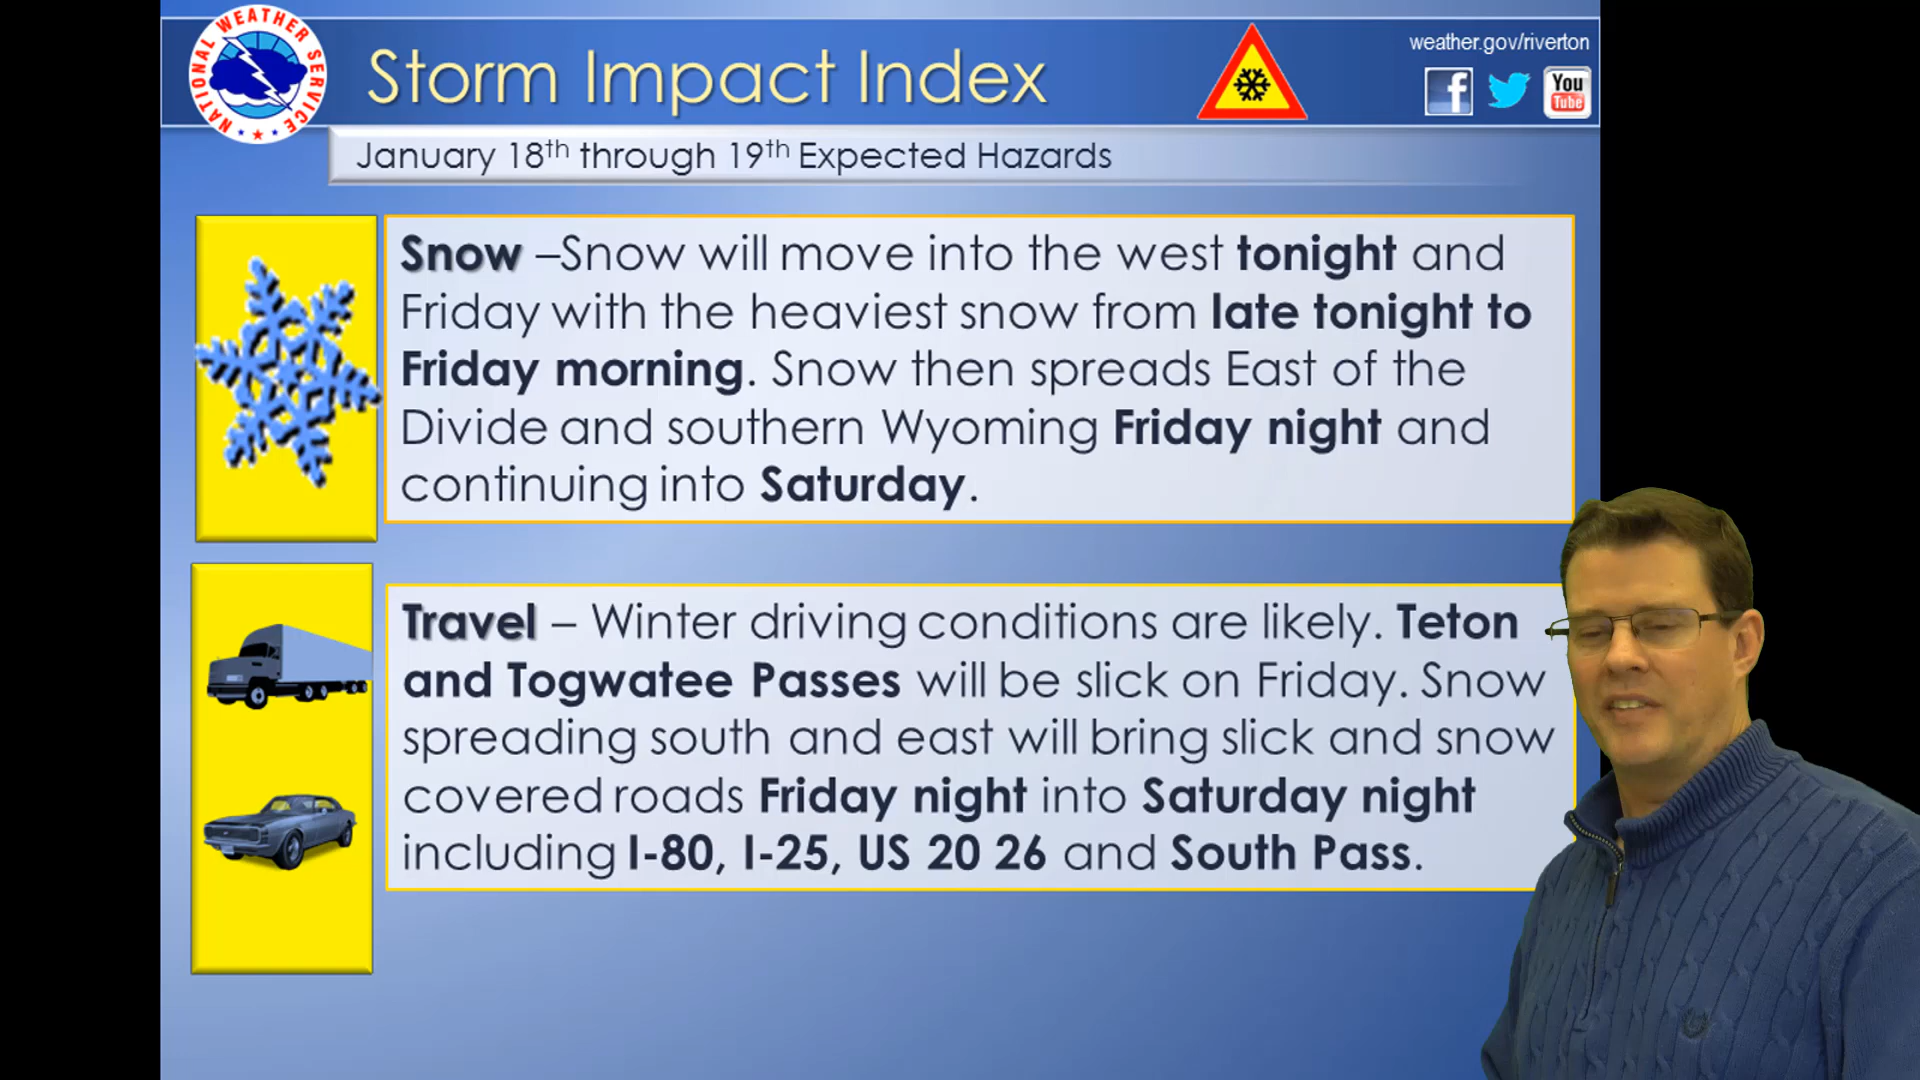 NATIONAL WEATHER SERVICE
Storm Impact Index
weather.gov/riverton
f
You
Tube
January 18th through 19th Expected Hazards
Snow –Snow will move into the west tonight and
Friday with the heaviest snow from late tonight to
Friday morning. Snow then spreads East of the
Divide and southern Wyoming Friday night and
continuing into Saturday.
Travel – Winter driving conditions are likely. Teton
and Togwatee Passes will be slick on Friday. Snow
spreading south and east will bring slick and snow
covered roads Friday night into Saturday night
including I-80, I-25, US 20 26 and South Pass.